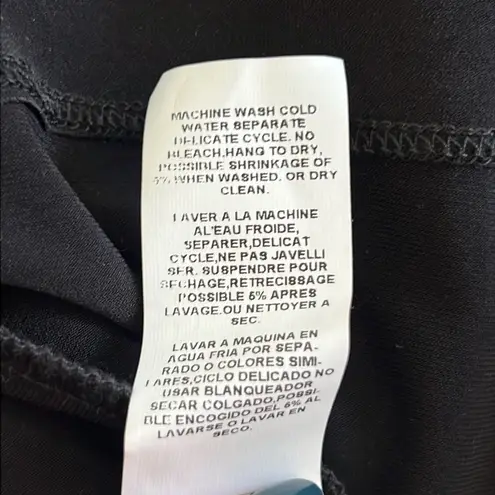 MACHINE WASH COLD
WATER SEPARATE
DELICATE CYCLE. NO
BLEACH.HANG TO DRY,
POSSIBLE SHRINKAGE OF
5% WHEN WASHED. OR DRY
CLEAN.
LAVER A LA MACHINE
AL'EAU FROIDE,
SEPARER,DELICAT
CYCLE,NE PAS JAVELLI
SER. SUSPENDRE POUR
SECHAGE,RETRECISSAGE
POSSIBLE 5% APRES
LAVAGE.OU NETTOYER A
SEC.
LAVAR A MAQUINA EN
AGUA FRIA POR SEPA-
RADO O COLORES SIMI-
LARES,CICLO DELICADO NO
USAR BLANQUEADOR
SECAR COLGADO,POSSI-
BLE ENCOGIDO DEL 5% AL
LAVARSE O LAVAR EN
SECO.